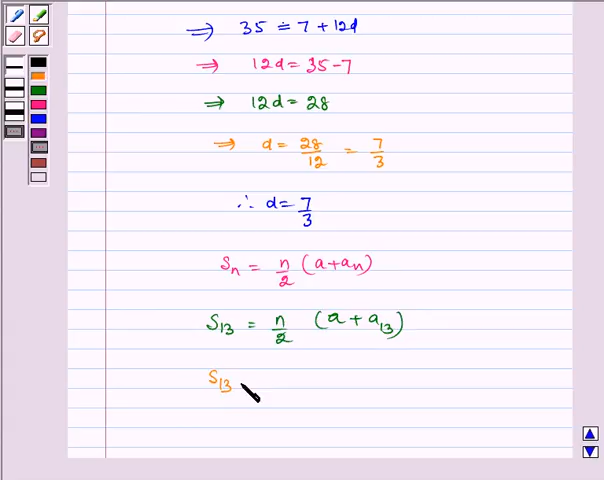 ⇒ 35 = 7 + 12d
⇒ 12d = 35 - 7
⇒ 12d = 28
⇒ d = 28/12 = 7/3
∴ d = 7/3
Sn = n/2 (a + an)
S13 = n/2 (a + a13)
S13